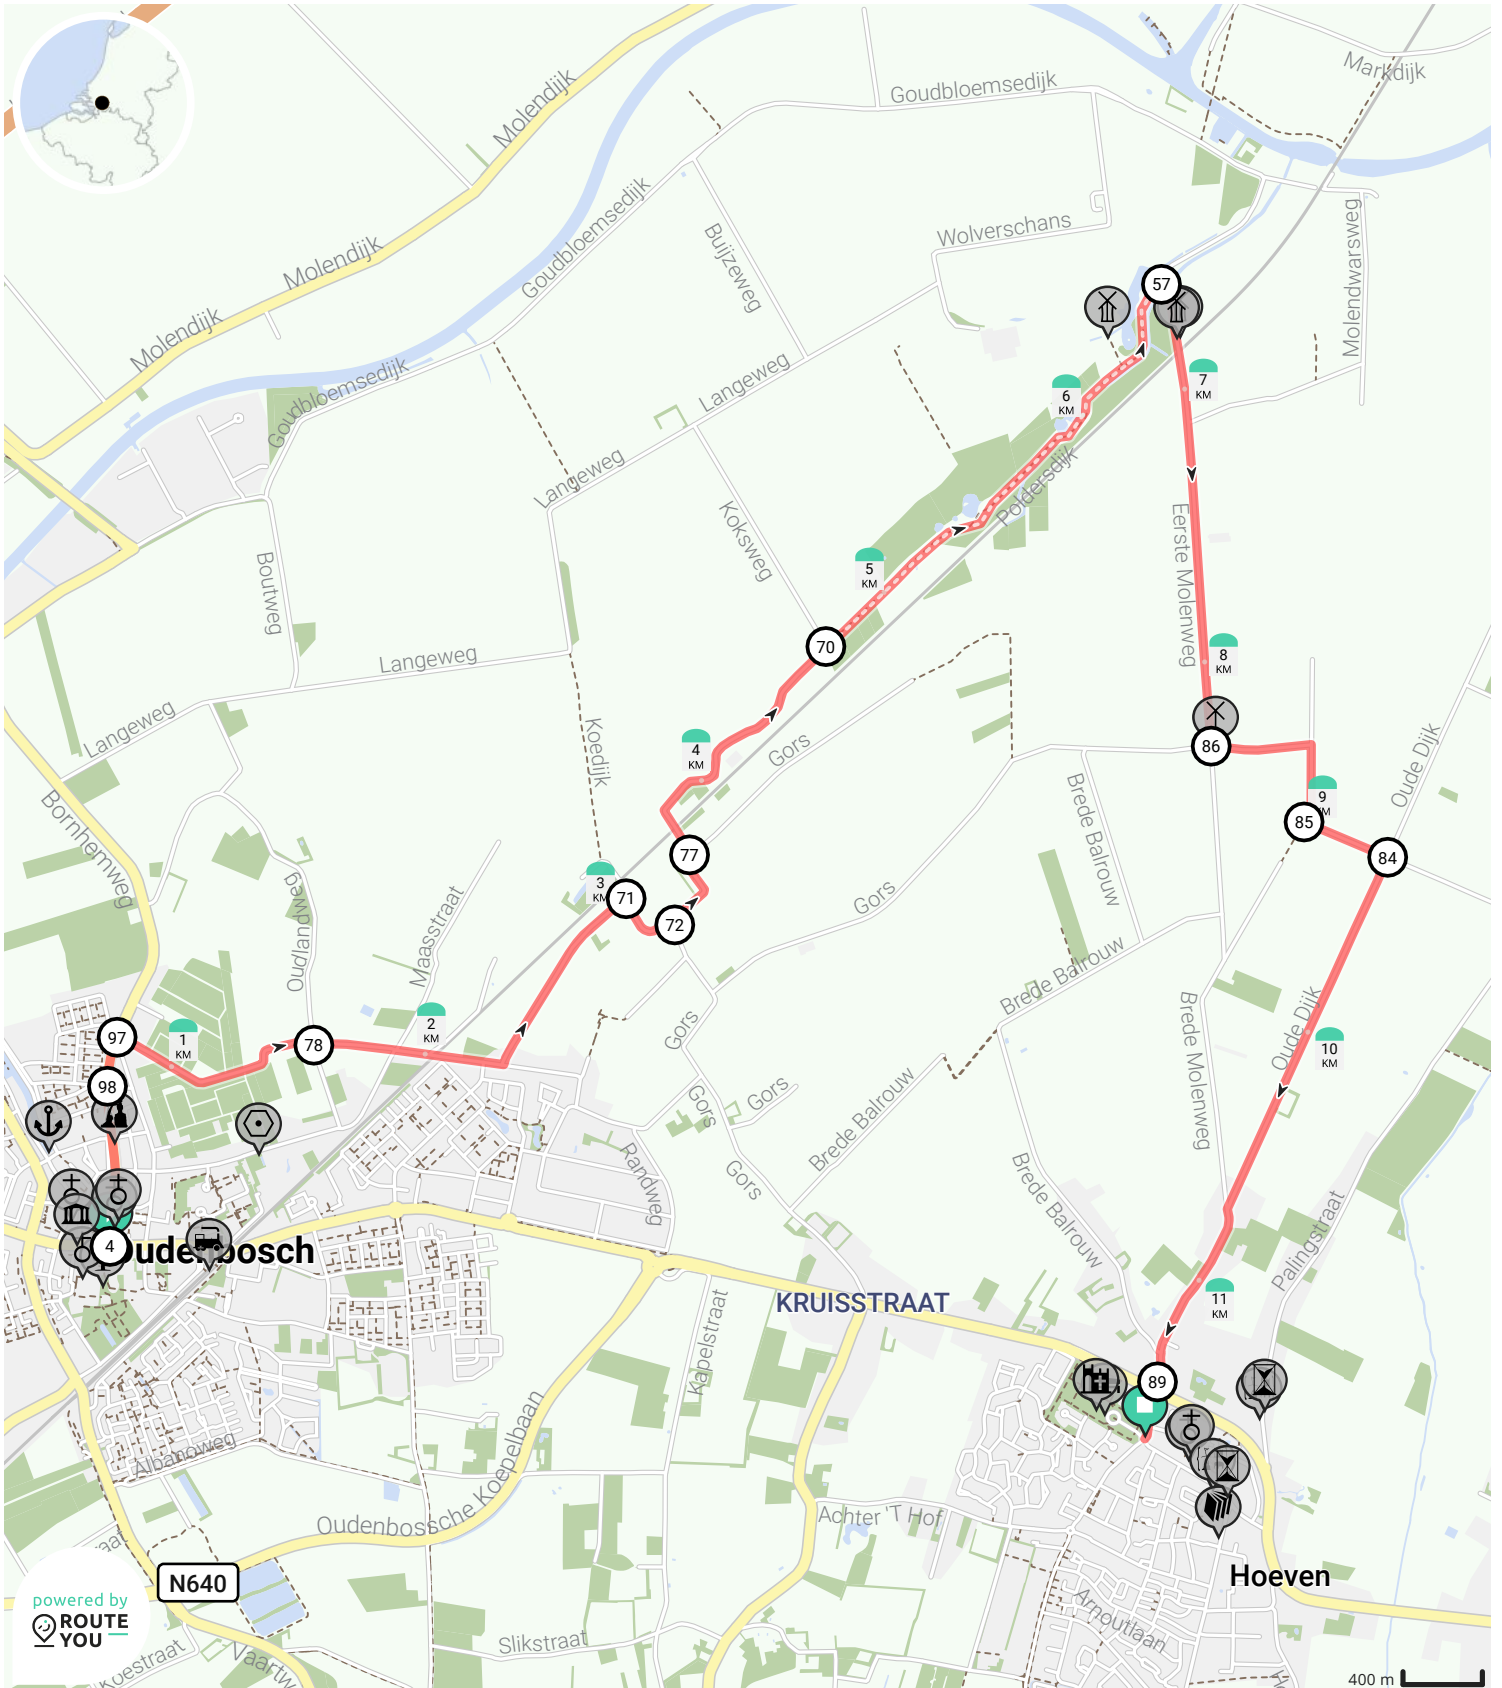 Markdijk
Molendijk
Goudbloemsedijk
Goudbloemsedijk
Molendijk
Buijzeweg
Wolverschans
Molendwarsweg
57
Molendijk
7
KM
Langeweg
6
KM
Goudbloemsedijk
Langeweg
Poldersdijk
Koksweg
5
KM
Eerste Molenweg
Boutweg
70
Langeweg
8
KM
Langeweg
Koedijk
4
KM
Gors
86
Oude Dijk
Bornhemweg
Brede Balrouw
9
KM
85
84
77
3
KM
71
72
Gors
Oudlandweg
Maasstraat
Brede Balrouw
97
1
KM
78
2
KM
Gors
Brede Molenweg
Oude Dijk
10
KM
98
Gors
Gors
Brede Balrouw
Randweg
Gors
Brede Balrouw
Palingstraat
4
Oudenbosch
KRUISSTRAAT
11
KM
Kapelstraat
89
Albanoweg
Oudenbossche Koepelbaan
Achter 'T Hof
N640
Hoeven
powered by
ROUTE
YOU
Arnoutlaan
Slikstraat
400 m